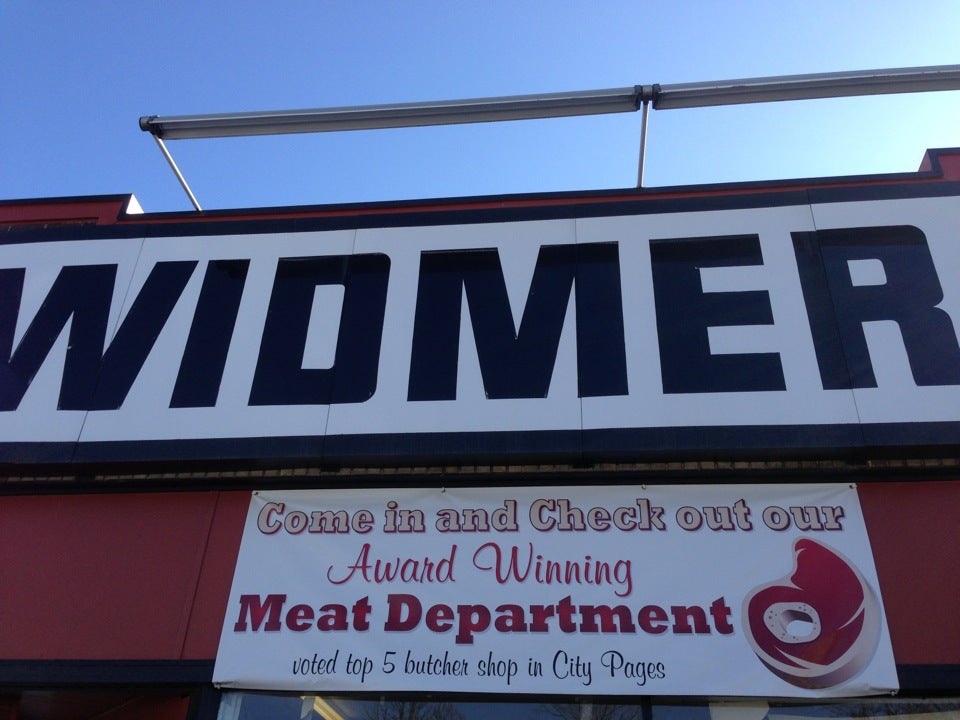 WIDMER
Come in and Check out our
Award Winning
Meat Department
voted top 5 butcher shop in City Pages